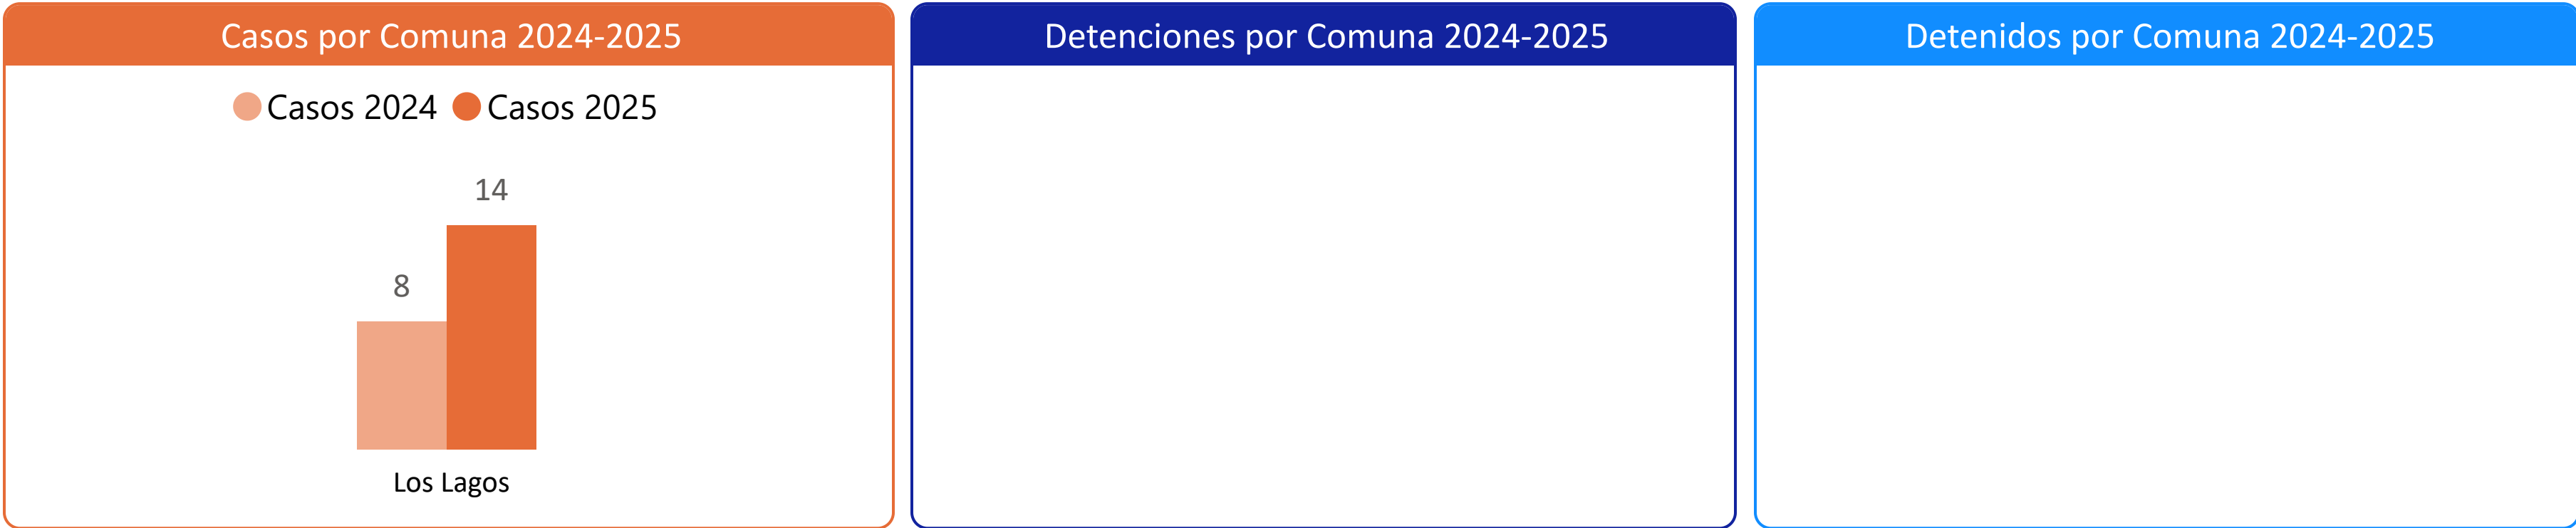 Casos por Comuna 2024-2025
Casos 2024 Casos 2025
14
8
Los Lagos
Detenciones por Comuna 2024-2025
Detenidos por Comuna 2024-2025